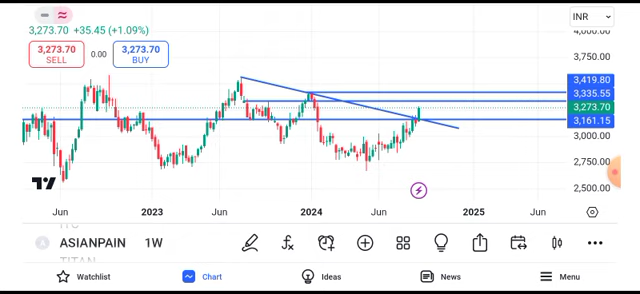 INR
3,273.70 +35.45 (+1.09%)
4,000.00
3,273.70
SELL
0.00
3,273.70
BUY
3,750.00
3,419.80
3,335.55
3,273.70
3,161.15
3,000.00
2,750.00
2,500.00
Jun 2023 Jun 2024 Jun 2025 Jun
ITC
ASIANPAIN 1W
TITAN
Watchlist Chart Ideas News Menu